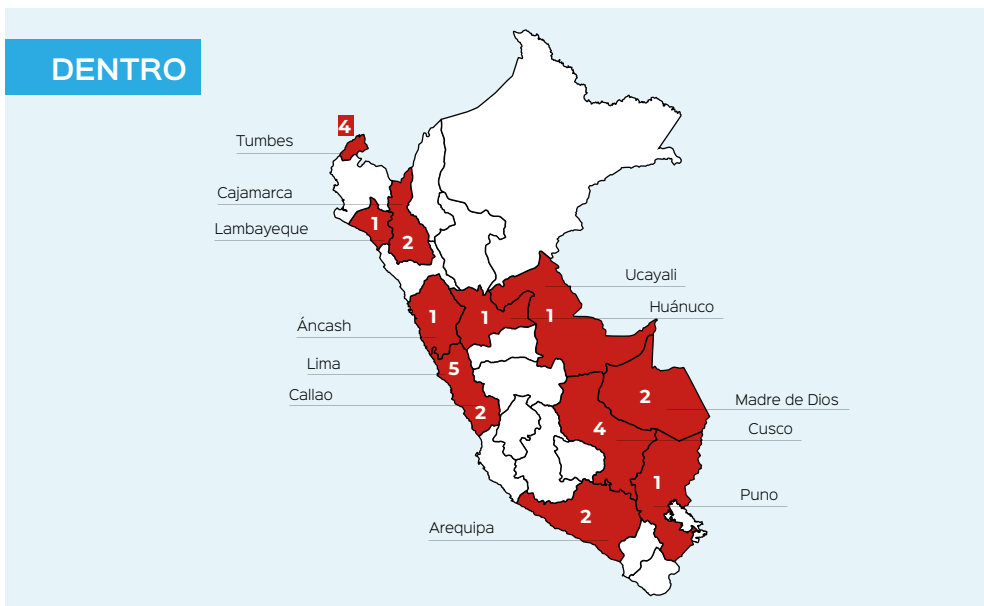 DENTRO
4
Tumbes
Cajamarca
Lambayeque
1
2
Ucayali
Huánuco
1
1
1
Áncash
Lima
5
Callao
2
2
Madre de Dios
4
Cusco
1
Puno
2
Arequipa